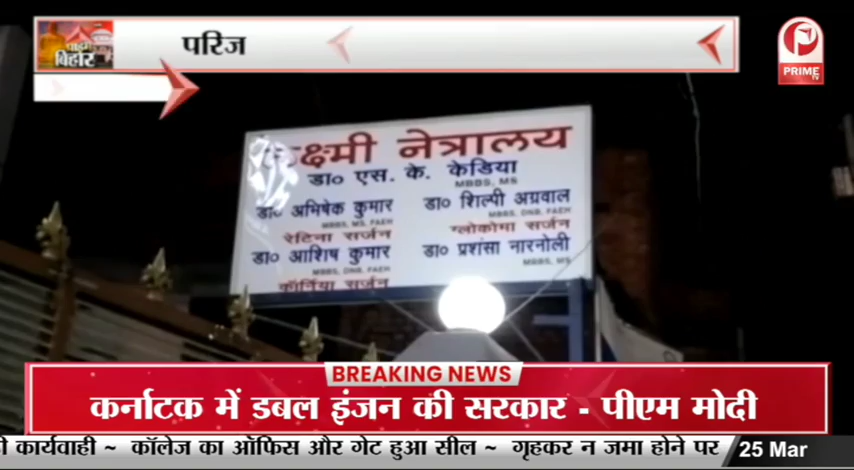 चाहत
बिहार
परिज
PRIME
TV
क्ष्मी नेत्रालय
डा० एस. के. केडिया
MBBS, MS
डा० अभिषेक कुमार
MBBS, MS, FAEH
रेटिना सर्जन
डा० शिल्पी अग्रवाल
MBBS, DNB, FAEH
ग्लोकोमा सर्जन
डा० आशिष कुमार
MBBS, DNB, FAEH
कॉर्निया सर्जन
डा० प्रशंसा नारनोली
MBBS, MS
BREAKING NEWS
कर्नाटक में डबल इंजन की सरकार - पीएम मोदी
कार्यवाही ~ कॉलेज का ऑफिस और गेट हुआ सील ~ गृहकर न जमा होने पर
25 Mar